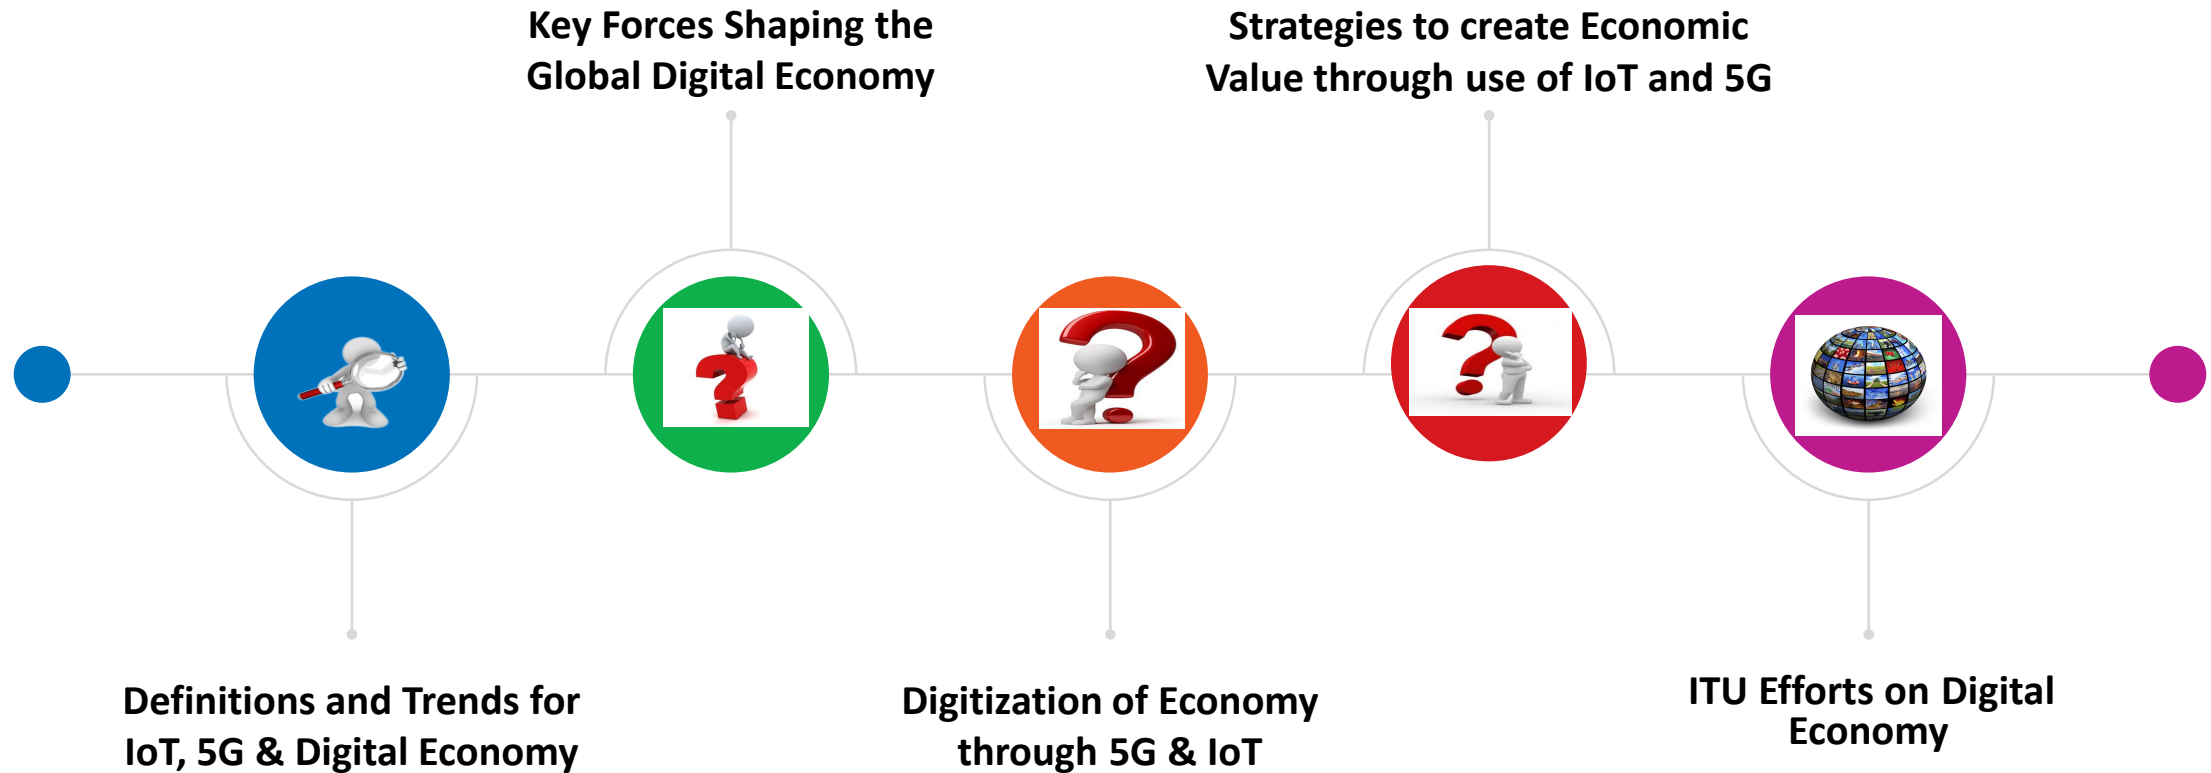 Key Forces Shaping the
Global Digital Economy
Strategies to create Economic
Value through use of IoT and 5G
Definitions and Trends for
IoT, 5G & Digital Economy
Digitization of Economy
through 5G & IoT
ITU Efforts on Digital
Economy